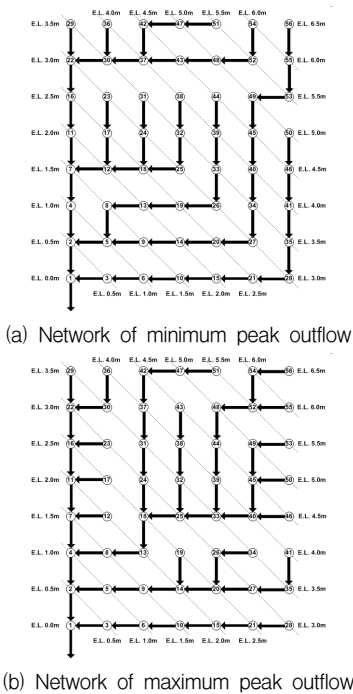 E.L. 4.0m E.L. 4.5m E.L. 5.0m E.L. 5.5m E.L. 6.0m
E.L. 3.5m 29 36 42 47 51 54 56 E.L. 6.5m
E.L. 3.0m 22 30 37 43 48 52 55 E.L. 6.0m
E.L. 2.5m 16 23 31 38 44 49 53 E.L. 5.5m
E.L. 2.0m 11 17 24 32 39 45 50 E.L. 5.0m
E.L. 1.5m 7 12 18 25 33 40 46 E.L. 4.5m
E.L. 1.0m 4 8 13 19 26 34 41 E.L. 4.0m
E.L. 0.5m 2 5 9 14 20 27 35 E.L. 3.5m
E.L. 0.0m 1 3 6 10 15 21 28 E.L. 3.0m
E.L. 0.5m E.L. 1.0m E.L. 1.5m E.L. 2.0m E.L. 2.5m
(a) Network of minimum peak outflow
E.L. 4.0m E.L. 4.5m E.L. 5.0m E.L. 5.5m E.L. 6.0m
E.L. 3.5m 29 36 42 47 51 54 56 E.L. 6.5m
E.L. 3.0m 22 30 37 43 48 52 55 E.L. 6.0m
E.L. 2.5m 16 23 31 38 44 49 53 E.L. 5.5m
E.L. 2.0m 11 17 24 32 39 45 50 E.L. 5.0m
E.L. 1.5m 7 12 18 25 33 40 46 E.L. 4.5m
E.L. 1.0m 4 8 13 19 26 34 41 E.L. 4.0m
E.L. 0.5m 2 5 9 14 20 27 35 E.L. 3.5m
E.L. 0.0m 1 3 6 10 15 21 28 E.L. 3.0m
E.L. 0.5m E.L. 1.0m E.L. 1.5m E.L. 2.0m E.L. 2.5m
(b) Network of maximum peak outflow